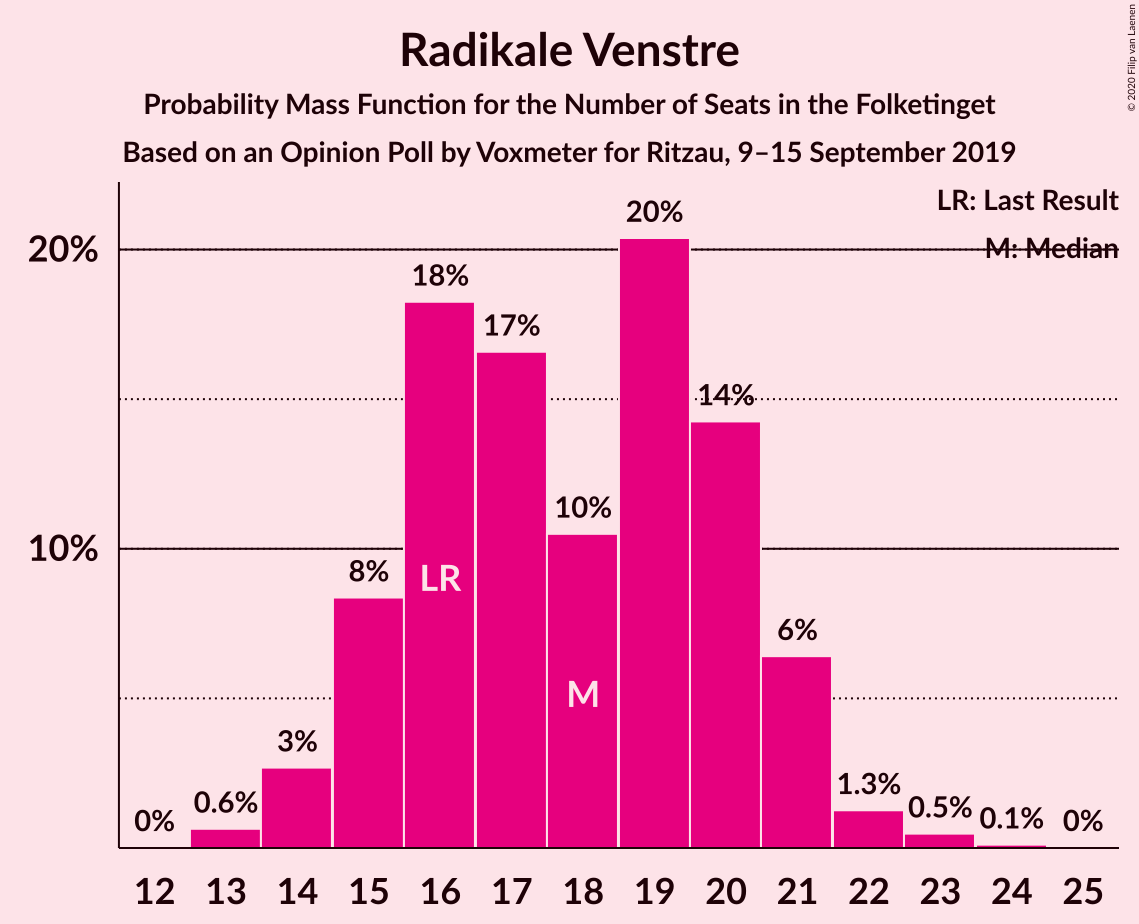 Radikale Venstre
Probability Mass Function for the Number of Seats in the Folketinget
Based on an Opinion Poll by Voxmeter for Ritzau, 9–15 September 2019
© 2020 Filip van Laenen
LR: Last Result
M: Median
20%
10%
0%
0.6%
3%
8%
18%
17%
10%
20%
14%
6%
1.3%
0.5%
0.1%
0%
LR
M
12 13 14 15 16 17 18 19 20 21 22 23 24 25